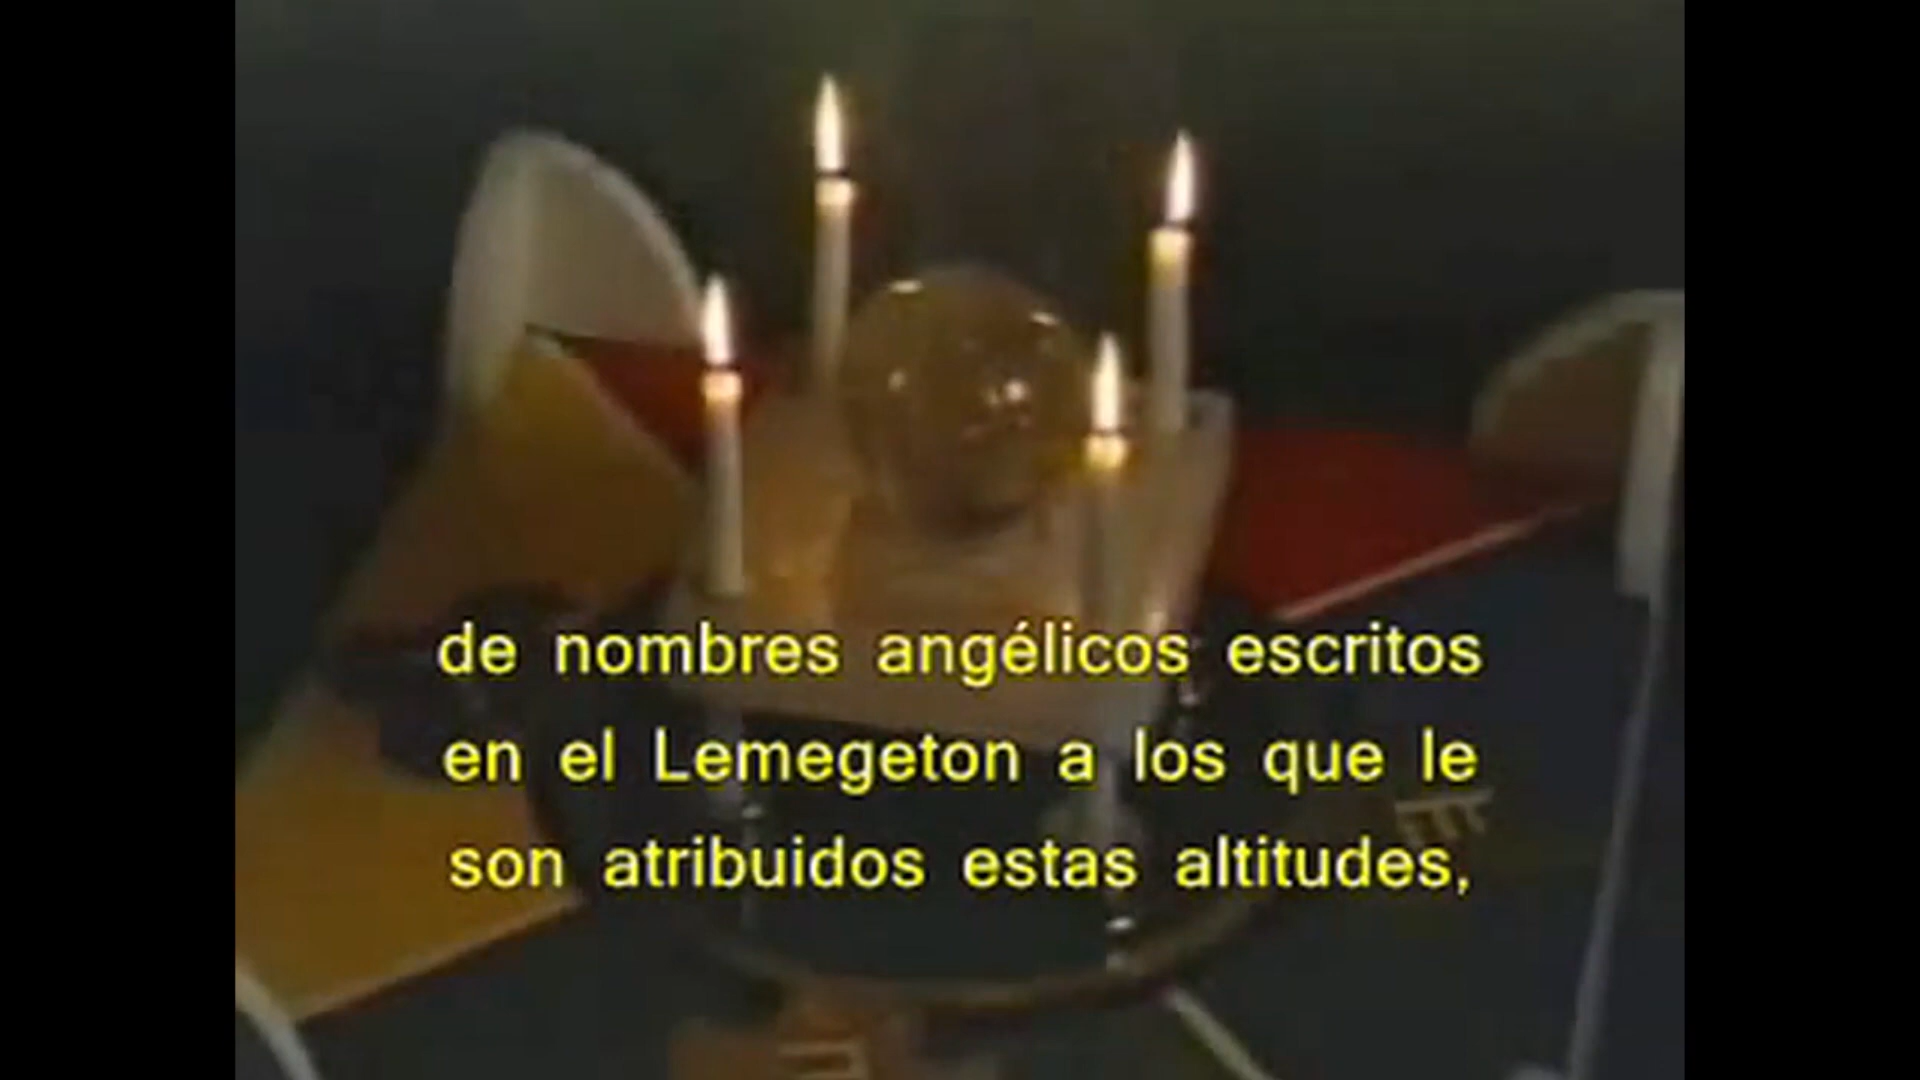 de nombres angélicos escritos
en el Lemegeton a los que le
son atribuidos estas altitudes,